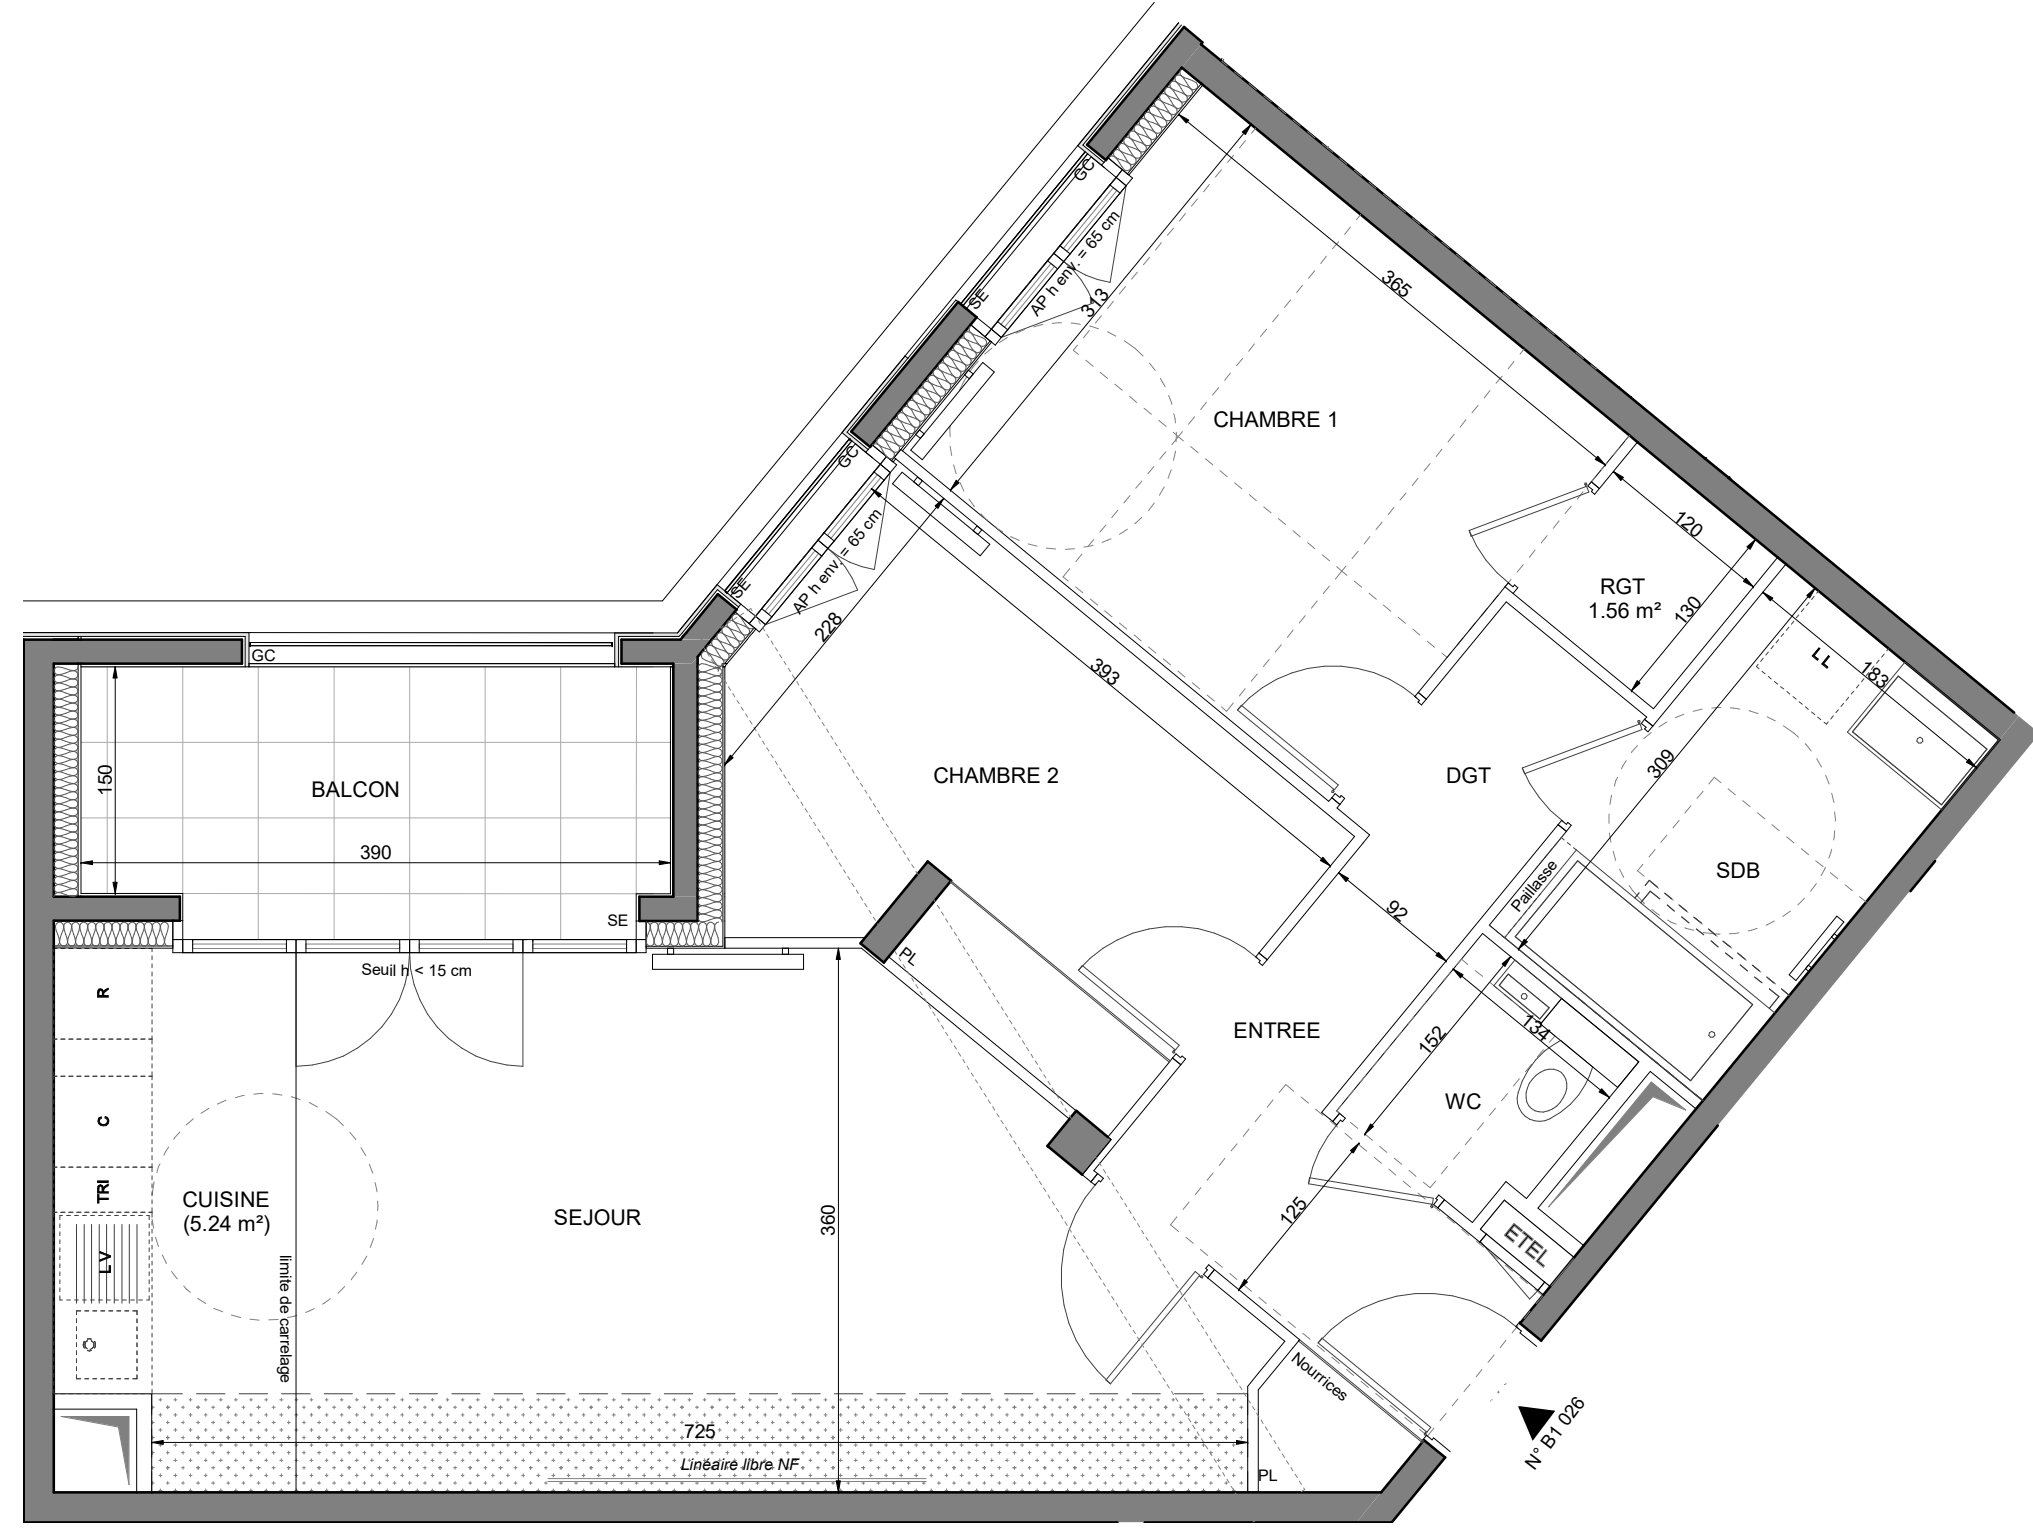 GC
AP h env. = 65 cm
SE
313
365
CHAMBRE 1
GC
AP h env. = 65 cm
SE
228
393
120
RGT
1.56 m²
130
LL
183
GC
150
BALCON
390
SE
CHAMBRE 2
DGT
309
SDB
Paillasse
92
Seuil h < 15 cm
PL
R
ENTREE
152
134
WC
C
TRI
CUISINE
(5.24 m²)
SEJOUR
360
125
ETEL
LV
limite de carrelage
Nourrices
725
Linéaire libre NF
PL
N° B1 026